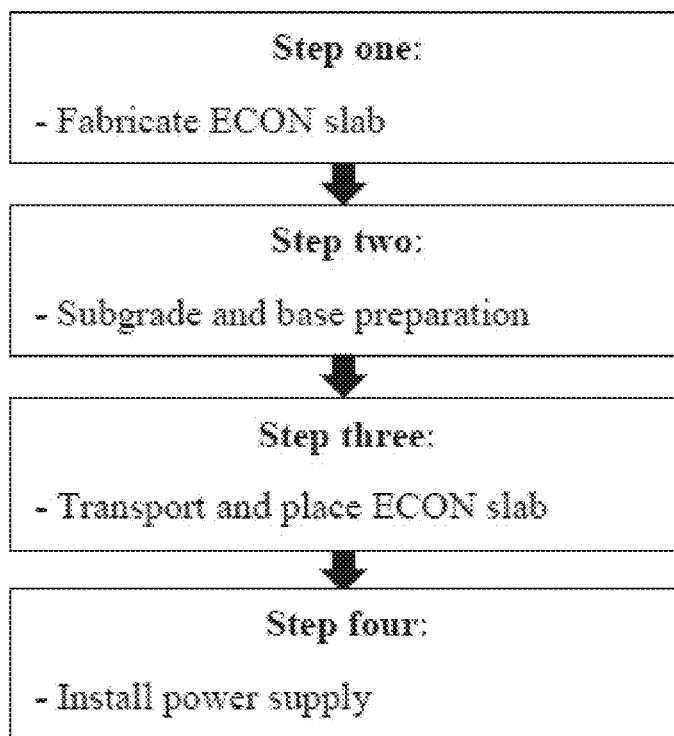 Step one:
- Fabricate ECON slab
Step two:
- Subgrade and base preparation
Step three:
- Transport and place ECON slab
Step four:
- Install power supply